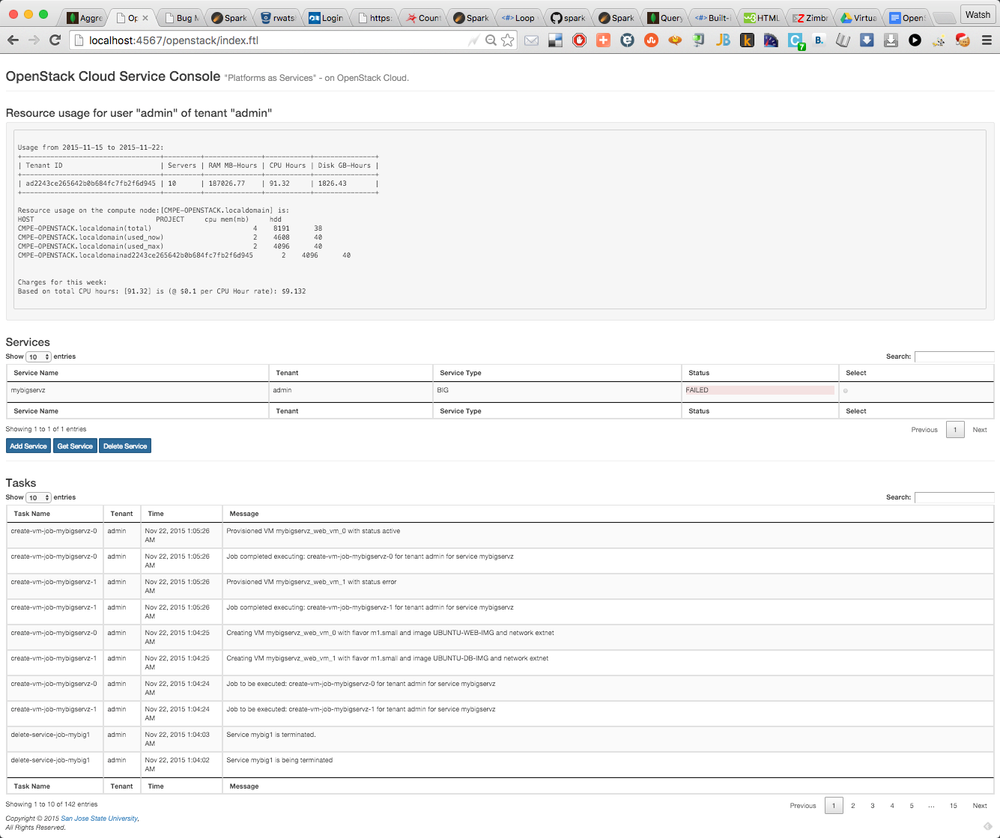 Aggre
Op
Bug M
Spark
rwats
Login
https:
Count
Spark
Loop
spark
Spark
Query
Built-i
HTML
Zimbr
Virtua
OpenS
Watsh
localhost:4567/openstack/index.ftl
OpenStack Cloud Service Console "Platforms as Services" - on OpenStack Cloud.
Resource usage for user "admin" of tenant "admin"
Usage from 2015-11-15 to 2015-11-22:
+----------------------------------+---------+--------------+-----------+---------------+
| Tenant ID | Servers | RAM MB-Hours | CPU Hours | Disk GB-Hours |
+----------------------------------+---------+--------------+-----------+---------------+
| ad2243ce265642b0b684fc7fb2f6d945 | 10 | 187026.77 | 91.32 | 1826.43 |
+----------------------------------+---------+--------------+-----------+---------------+
Resource usage on the compute node:[CMPE-OPENSTACK.localdomain] is:
HOST PROJECT cpu mem(mb) hdd
CMPE-OPENSTACK.localdomain(total) 4 8191 38
CMPE-OPENSTACK.localdomain(used_now) 2 4608 40
CMPE-OPENSTACK.localdomain(used_max) 2 4096 40
CMPE-OPENSTACK.localdomainad2243ce265642b0b684fc7fb2f6d945 2 4096 40
Charges for this week:
Based on total CPU hours: [91.32] is (@ $0.1 per CPU Hour rate): $9.132
Services
Show 10 entries Search:
Service Name Tenant Service Type Status Select
mybigservz admin BIG FAILED
Service Name Tenant Service Type Status Select
Showing 1 to 1 of 1 entries Previous 1 Next
Add Service Get Service Delete Service
Tasks
Show 10 entries Search:
Task Name Tenant Time Message
create-vm-job-mybigservz-0 admin Nov 22, 2015 1:05:26 AM Provisioned VM mybigservz_web_vm_0 with status active
create-vm-job-mybigservz-0 admin Nov 22, 2015 1:05:26 AM Job completed executing: create-vm-job-mybigservz-0 for tenant admin for service mybigservz
create-vm-job-mybigservz-1 admin Nov 22, 2015 1:05:26 AM Provisioned VM mybigservz_web_vm_1 with status error
create-vm-job-mybigservz-1 admin Nov 22, 2015 1:05:26 AM Job completed executing: create-vm-job-mybigservz-1 for tenant admin for service mybigservz
create-vm-job-mybigservz-0 admin Nov 22, 2015 1:04:25 AM Creating VM mybigservz_web_vm_0 with flavor m1.small and image UBUNTU-WEB-IMG and network extnet
create-vm-job-mybigservz-1 admin Nov 22, 2015 1:04:25 AM Creating VM mybigservz_web_vm_1 with flavor m1.small and image UBUNTU-DB-IMG and network extnet
create-vm-job-mybigservz-0 admin Nov 22, 2015 1:04:24 AM Job to be executed: create-vm-job-mybigservz-0 for tenant admin for service mybigservz
create-vm-job-mybigservz-1 admin Nov 22, 2015 1:04:24 AM Job to be executed: create-vm-job-mybigservz-1 for tenant admin for service mybigservz
delete-service-job-mybig1 admin Nov 22, 2015 1:04:03 AM Service mybig1 is terminated.
delete-service-job-mybig1 admin Nov 22, 2015 1:04:02 AM Service mybig1 is being terminated
Task Name Tenant Time Message
Showing 1 to 10 of 142 entries Previous 1 2 3 4 5 ... 15 Next
Copyright © 2015 San Jose State University,
All Rights Reserved.